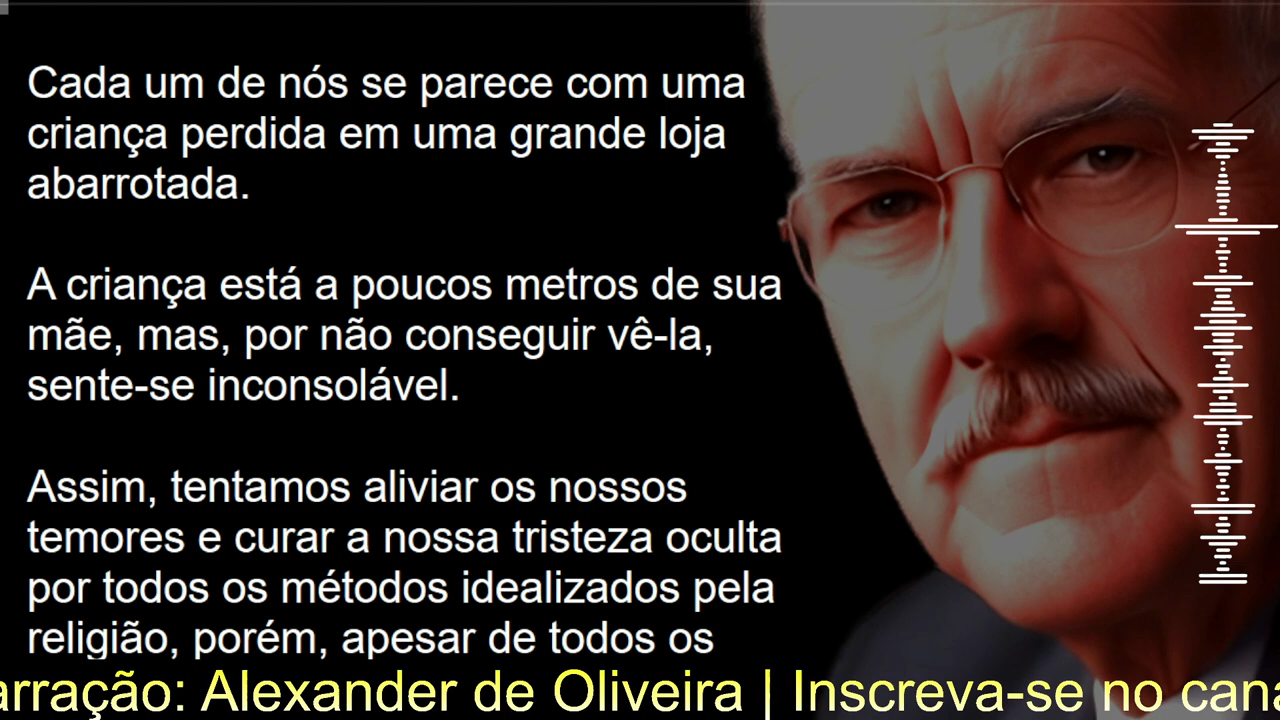 Cada um de nós se parece com uma
criança perdida em uma grande loja
abarrotada.
A criança está a poucos metros de sua
mãe, mas, por não conseguir vê-la,
sente-se inconsolável.
Assim, tentamos aliviar os nossos
temores e curar a nossa tristeza oculta
por todos os métodos idealizados pela
religião, porém, apesar de todos os
arração: Alexander de Oliveira | Inscreva-se no cana